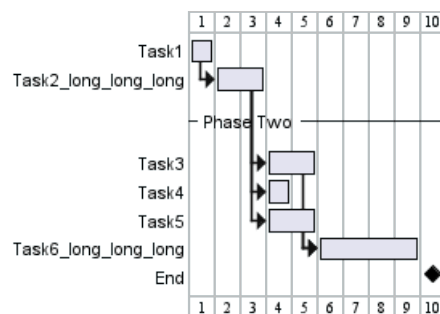 1 2 3 4 5 6 7 8 9 10
Task1
Task2_long_long_long
Phase Two
Task3
Task4
Task5
Task6_long_long_long
End
1 2 3 4 5 6 7 8 9 10